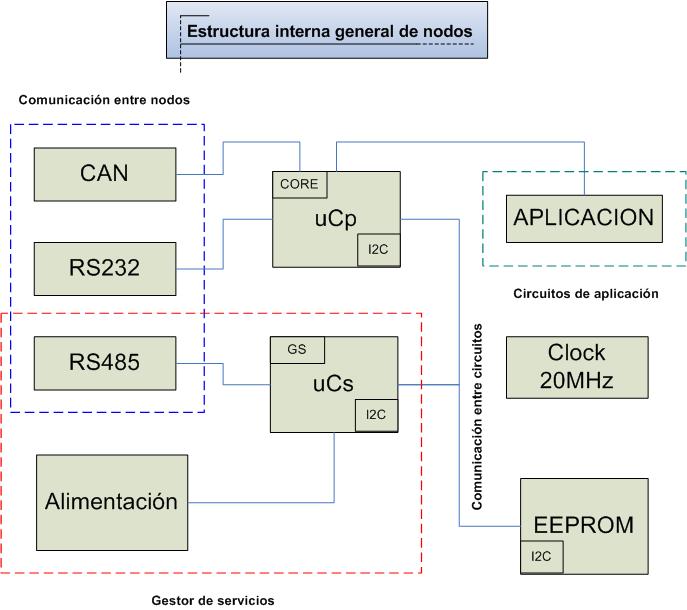 Estructura interna general de nodos
Comunicación entre nodos
CAN
CORE
uCp
I2C
APLICACION
RS232
Circuitos de aplicación
RS485
GS
uCs
I2C
Comunicación entre circuitos
Clock
20MHz
Alimentación
EEPROM
I2C
Gestor de servicios